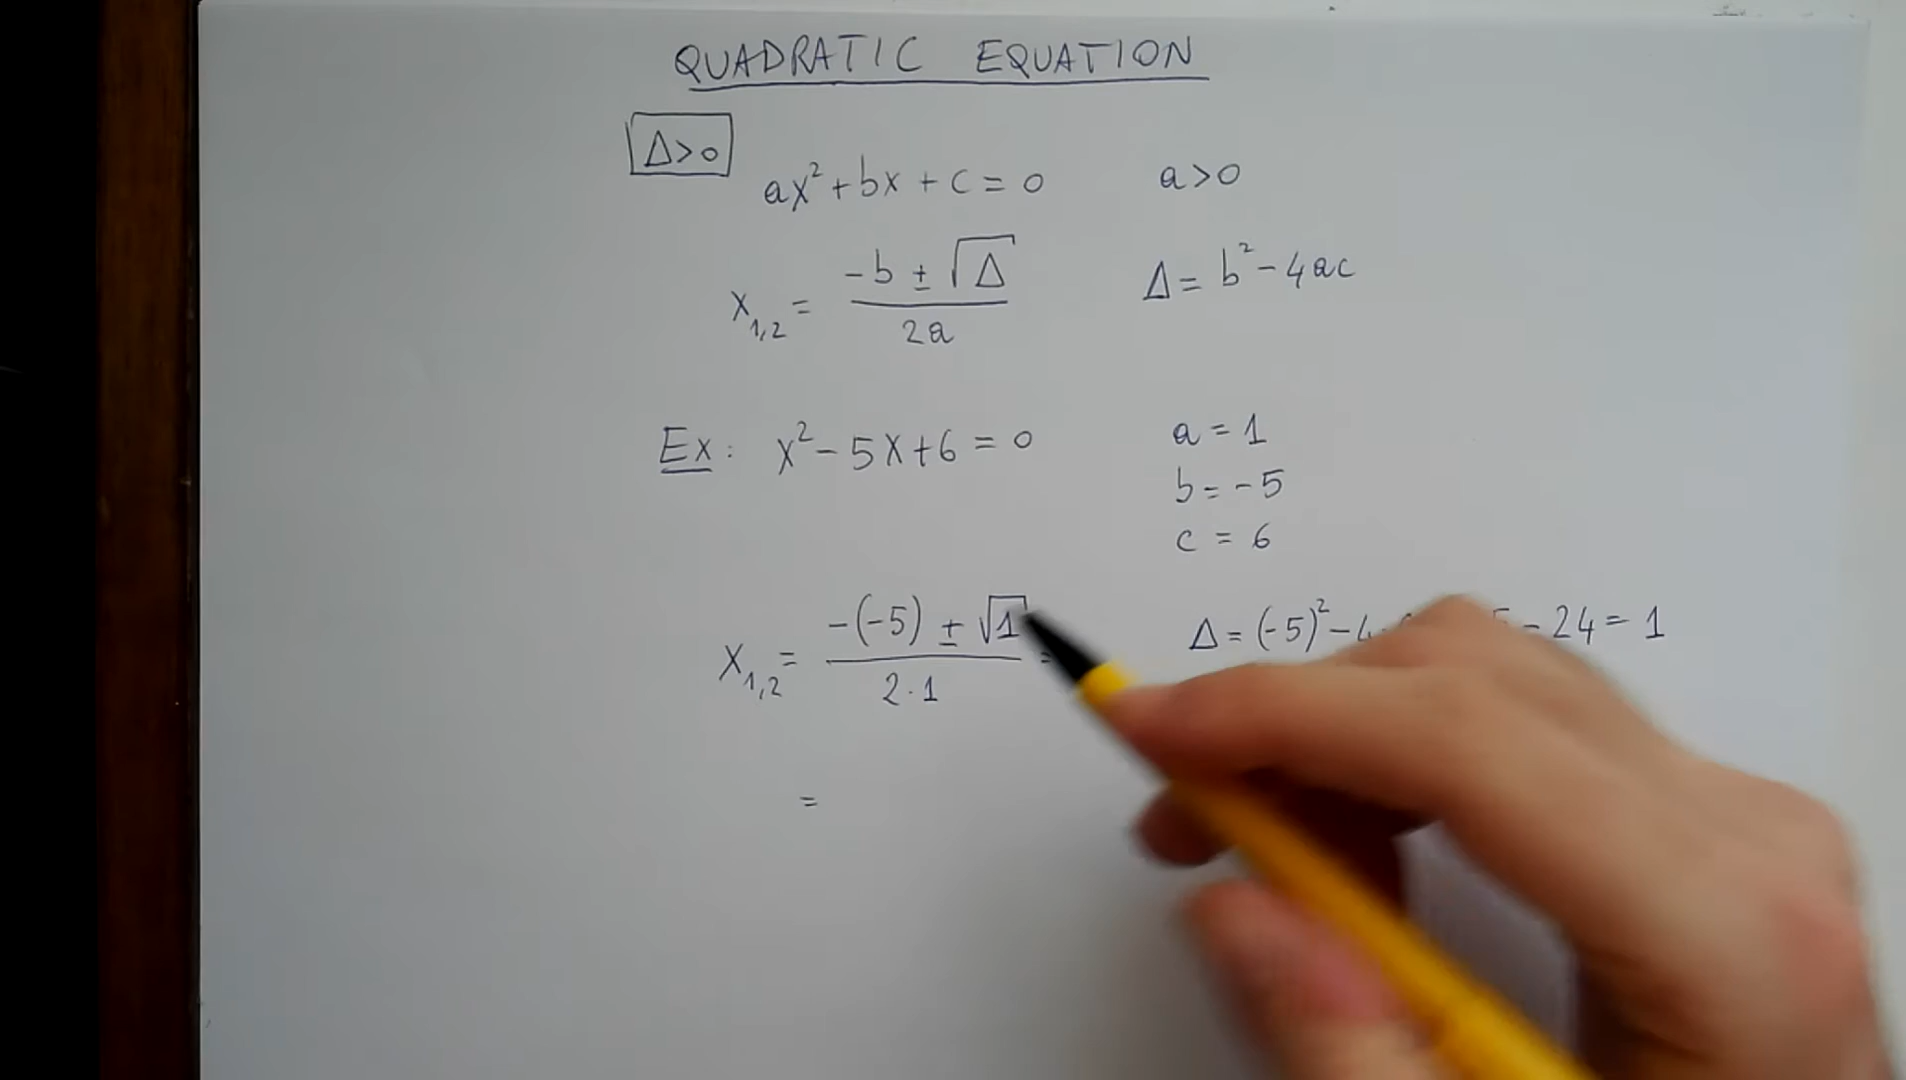 QUADRATIC EQUATION
Δ>0
ax²+bx+c=0 a>0
x₁,₂ = (-b ± √Δ)/2a Δ = b²-4ac
Ex: x²-5x+6=0 a=1
b=-5
c=6
x₁,₂ = (-(-5) ± √1)/(2·1) = Δ=(-5)²-4 - 24=1
=